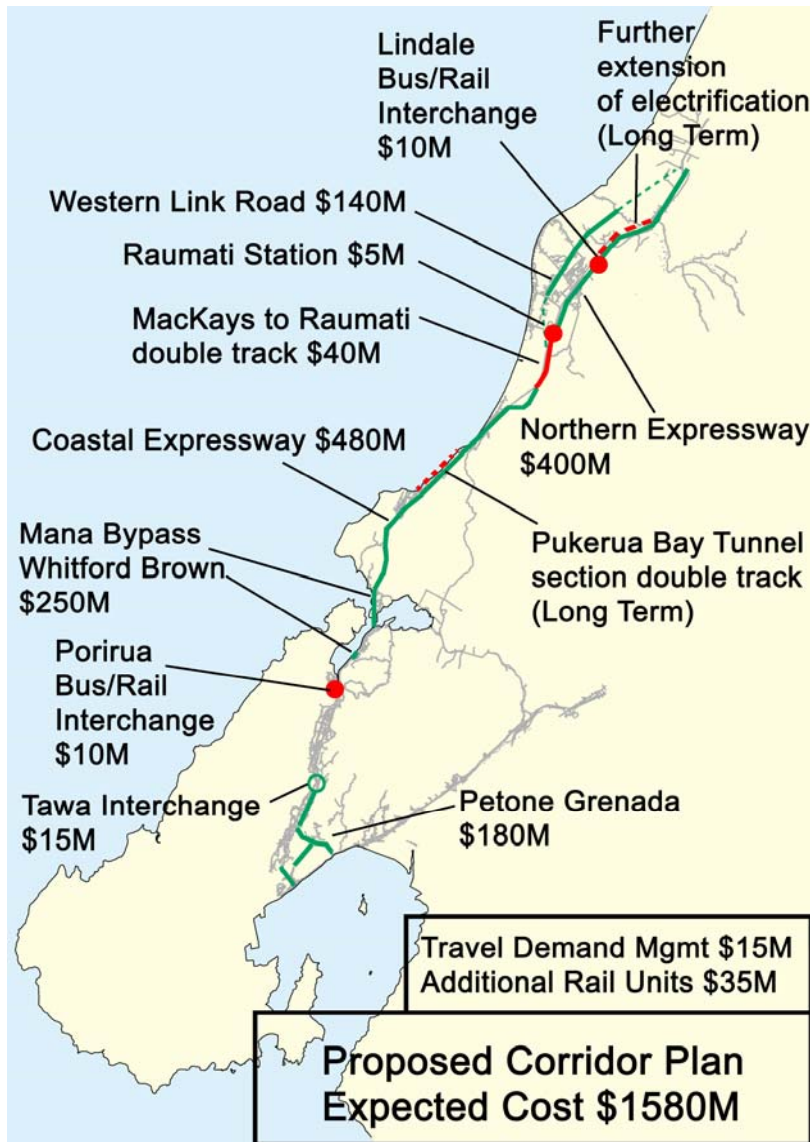 Lindale
Bus/Rail
Interchange
$10M
Further
extension
of electrification
(Long Term)
Western Link Road $140M
Raumati Station $5M
MacKays to Raumati
double track $40M
Northern Expressway
$400M
Coastal Expressway $480M
Mana Bypass
Whitford Brown
$250M
Pukerua Bay Tunnel
section double track
(Long Term)
Porirua
Bus/Rail
Interchange
$10M
Tawa Interchange
$15M
Petone Grenada
$180M
Travel Demand Mgmt $15M
Additional Rail Units $35M
Proposed Corridor Plan
Expected Cost $1580M